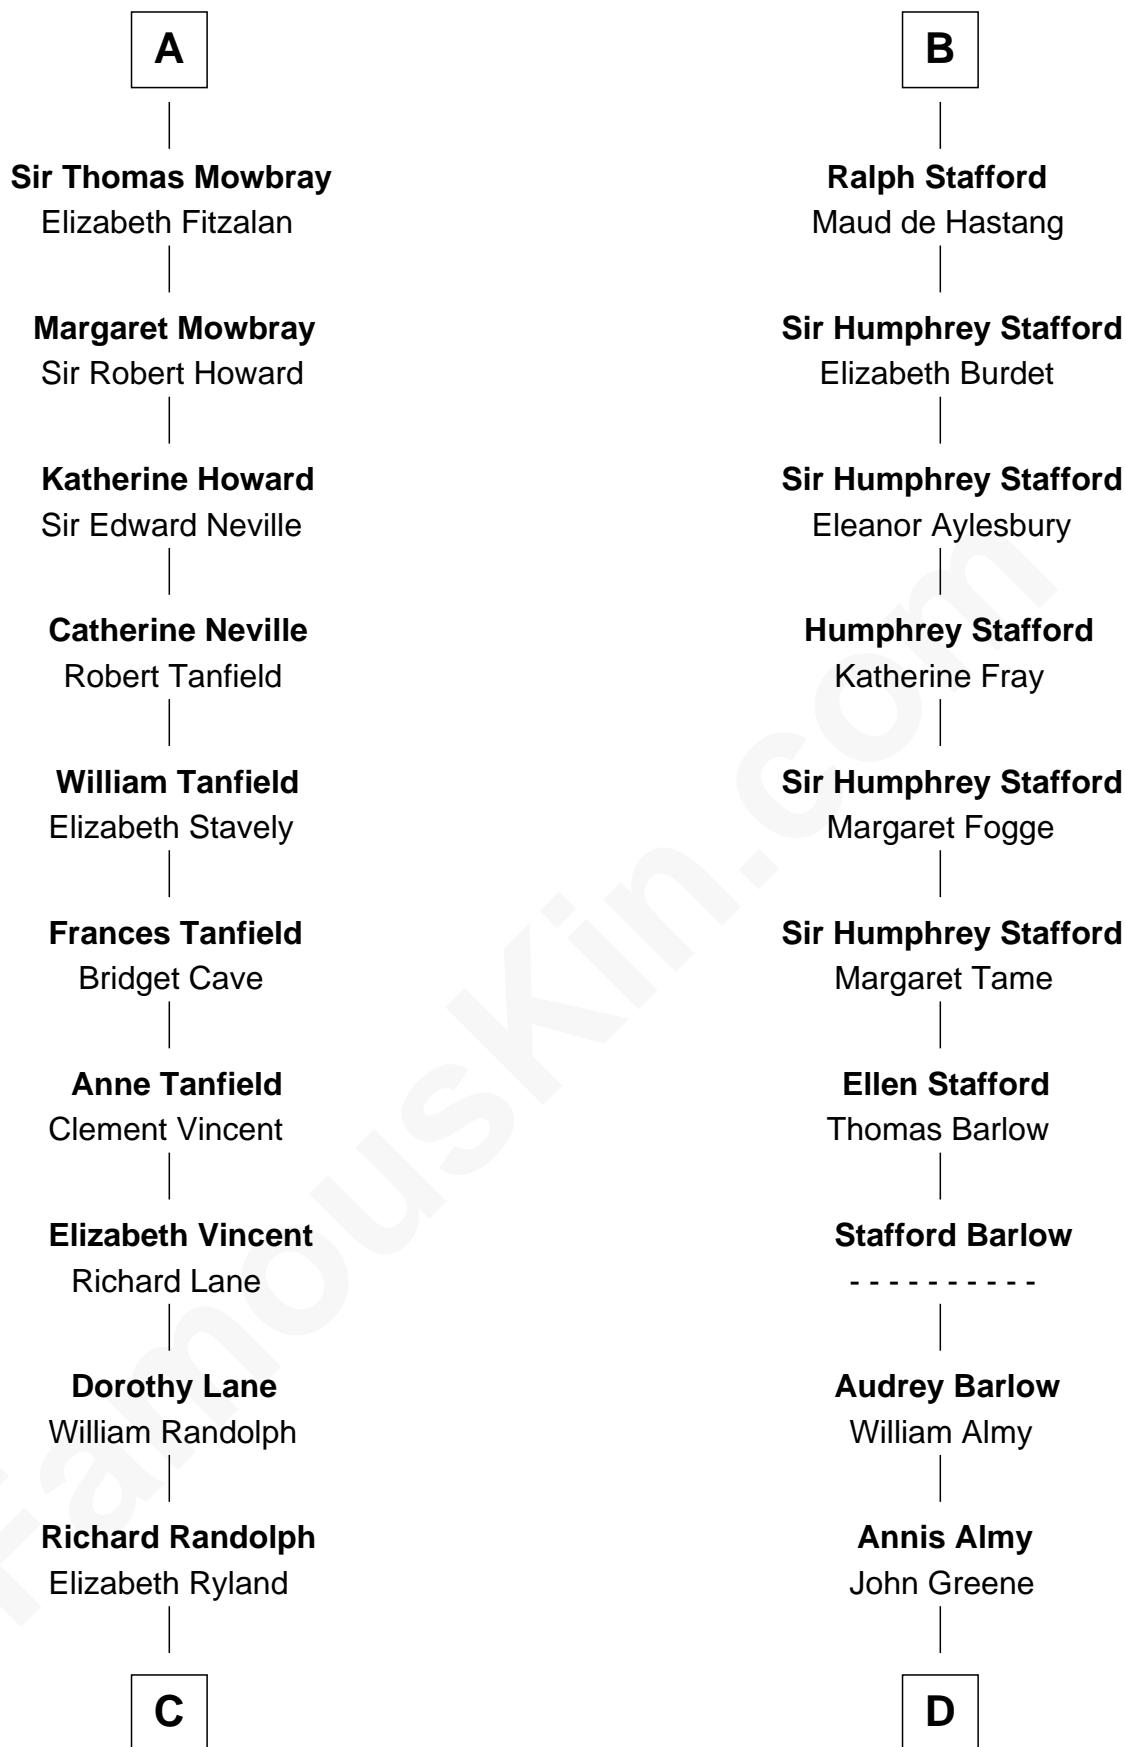 A
Sir Thomas Mowbray
Elizabeth Fitzalan
Margaret Mowbray
Sir Robert Howard
Katherine Howard
Sir Edward Neville
Catherine Neville
Robert Tanfield
William Tanfield
Elizabeth Stavely
Frances Tanfield
Bridget Cave
Anne Tanfield
Clement Vincent
Elizabeth Vincent
Richard Lane
Dorothy Lane
William Randolph
Richard Randolph
Elizabeth Ryland
C
B
Ralph Stafford
Maud de Hastang
Sir Humphrey Stafford
Elizabeth Burdet
Sir Humphrey Stafford
Eleanor Aylesbury
Humphrey Stafford
Katherine Fray
Sir Humphrey Stafford
Margaret Fogge
Sir Humphrey Stafford
Margaret Tame
Ellen Stafford
Thomas Barlow
Stafford Barlow
- - - - - - - - - -
Audrey Barlow
William Almy
Annis Almy
John Greene
D
FamousKin.com